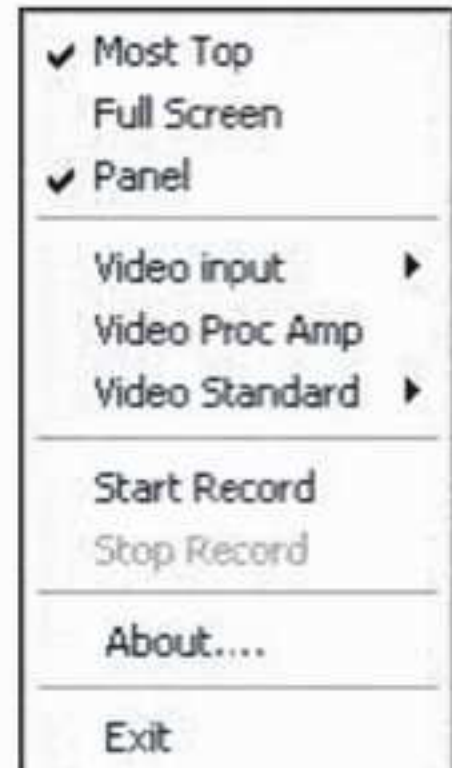 Most Top
Full Screen
Panel
Video input
Video Proc Amp
Video Standard
Start Record
Stop Record
About....
Exit